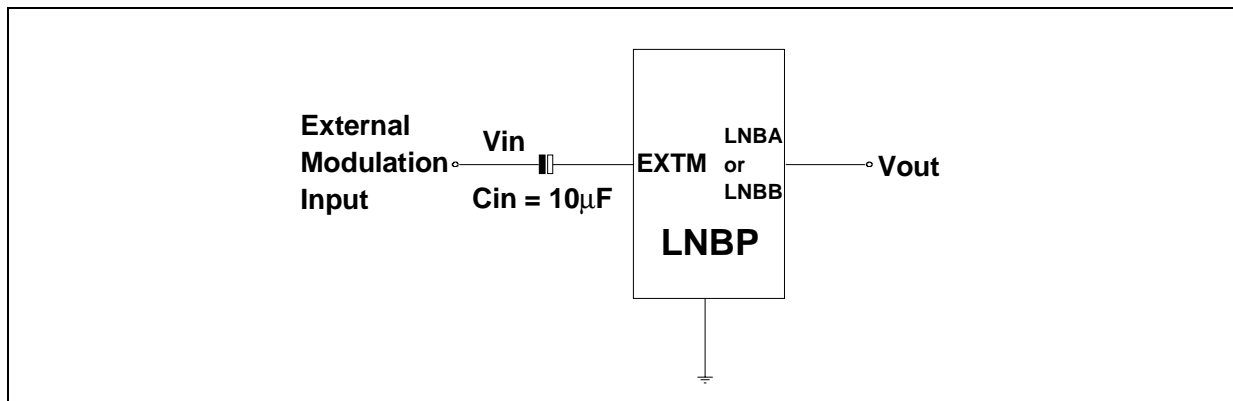 External
Modulation
Input
Vin
Cin = 10µF
EXTM
LNBA
or
LNBB
LNBP
Vout